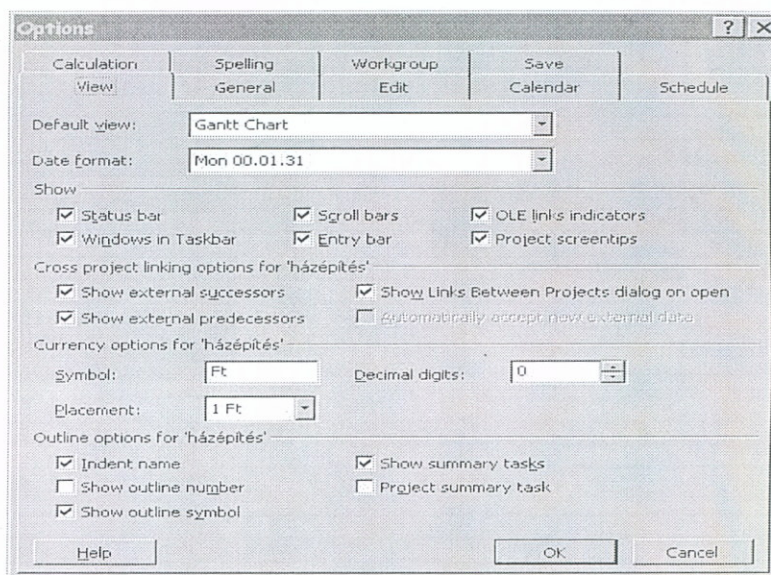 Options
Calculation Spelling Workgroup Save
View General Edit Calendar Schedule
Default view: Gantt Chart
Date format: Mon 00.01.31
Show
Status bar Scroll bars OLE links indicators
Windows in Taskbar Entry bar Project screentips
Cross project linking options for 'házépítés'
Show external successors Show Links Between Projects dialog on open
Show external predecessors Automatically accept new external data
Currency options for 'házépítés'
Symbol: Ft Decimal digits: 0
Placement: 1 Ft
Outline options for 'házépítés'
Indent name Show summary tasks
Show outline number Project summary task
Show outline symbol
Help OK Cancel